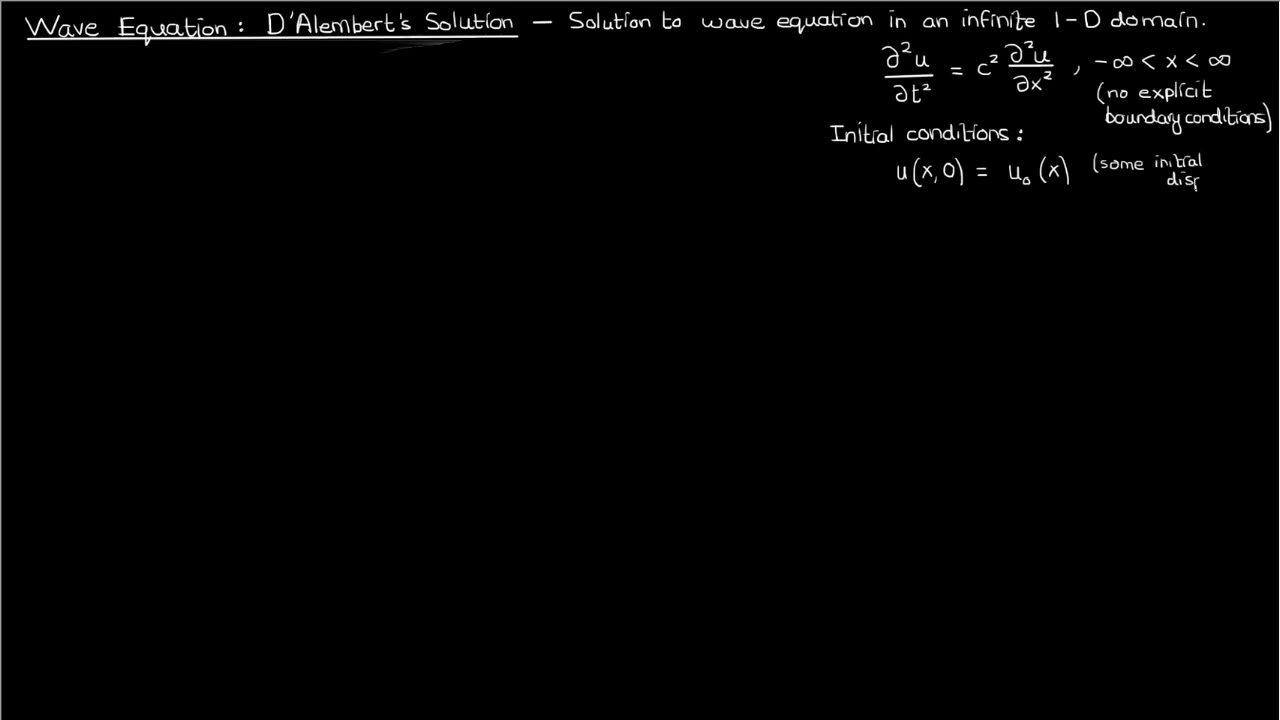 Wave Equation: D'Alembert's Solution — Solution to wave equation in an infinite 1-D domain.
∂²u/∂t² = c² ∂²u/∂x² , -∞ < x < ∞
(no explicit
boundary conditions)
Initial conditions:
u(x,0) = u₀(x) (some initial
disp